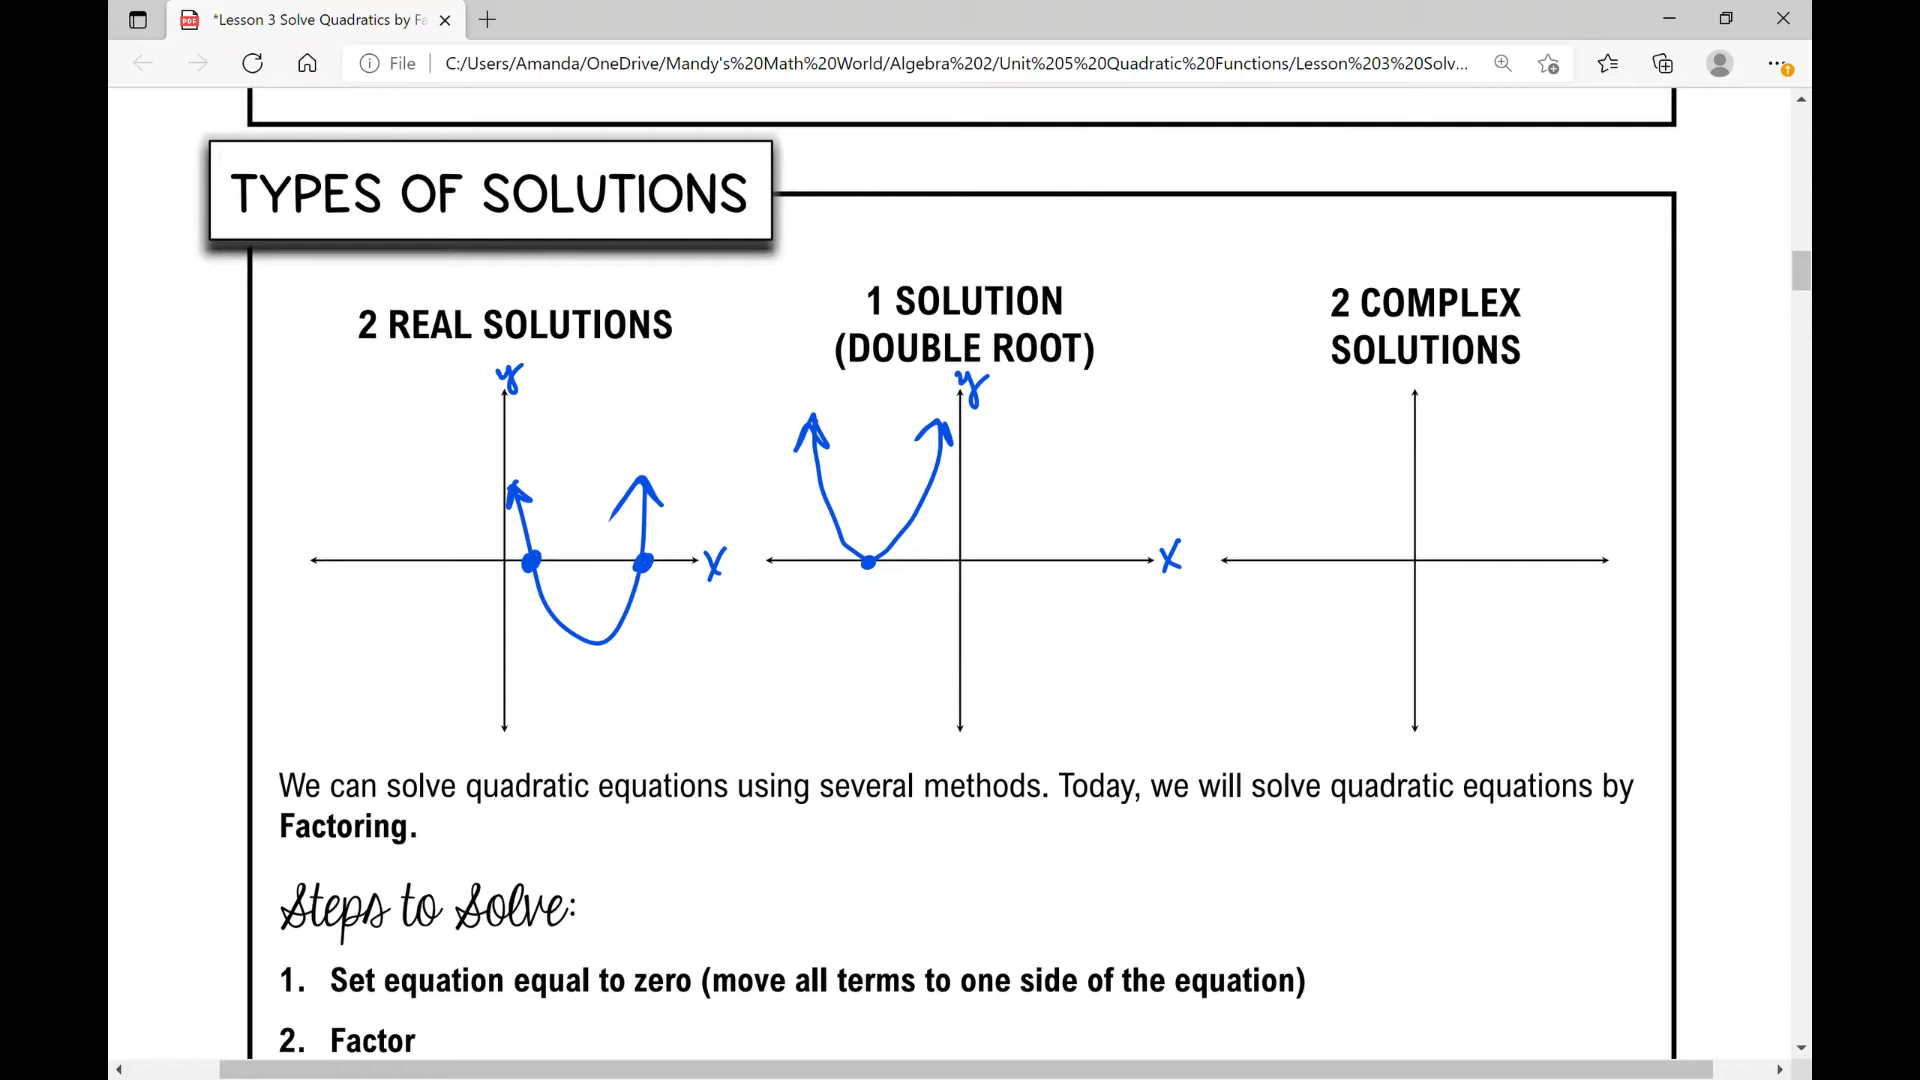 *Lesson 3 Solve Quadratics by Fa
File
C:/Users/Amanda/OneDrive/Mandy's%20Math%20World/Algebra%202/Unit%205%20Quadratic%20Functions/Lesson%203%20Solv...
TYPES OF SOLUTIONS
2 REAL SOLUTIONS
1 SOLUTION
(DOUBLE ROOT)
2 COMPLEX
SOLUTIONS
y
y
x
x
We can solve quadratic equations using several methods. Today, we will solve quadratic equations by
Factoring.
Steps to Solve:
1. Set equation equal to zero (move all terms to one side of the equation)
2. Factor